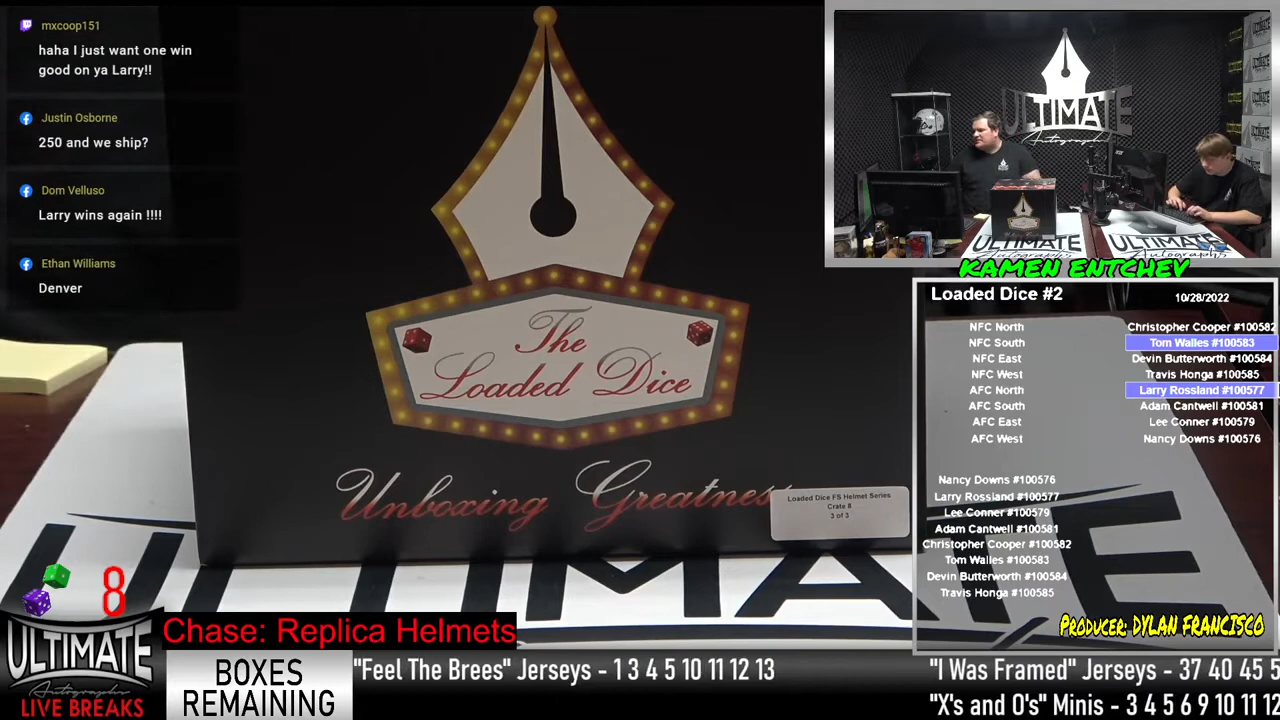 mxcoop151
haha I just want one win
good on ya Larry!!
Justin Osborne
250 and we ship?
Dom Velluso
Larry wins again !!!!
Ethan Williams
Denver
The
Loaded Dice
Unboxing Greatness
Loaded Dice FS Helmet Series
Crate 8
3 of 3
ULTIMATE
ULTIMATE
Autographs
ULTIMATE
Autographs
ULTIMATE
Autographs
KAMEN ENTCHEV
Loaded Dice #2
10/28/2022
NFC North Christopher Cooper #100582
NFC South Tom Walles #100583
NFC East Devin Butterworth #100584
NFC West Travis Honga #100585
AFC North Larry Rossland #100577
AFC South Adam Cantwell #100581
AFC East Lee Conner #100579
AFC West Nancy Downs #100576
Nancy Downs #100576
Larry Rossland #100577
Lee Conner #100579
Adam Cantwell #100581
Christopher Cooper #100582
Tom Walles #100583
Devin Butterworth #100584
Travis Honga #100585
Producer: DYLAN FRANCISCO
8
ULTIMATE
Autographs
LIVE BREAKS
Chase: Replica Helmets
BOXES
REMAINING
"Feel The Brees" Jerseys - 1 3 4 5 10 11 12 13
"I Was Framed" Jerseys - 37 40 45 5
"X's and O's" Minis - 3 4 5 6 9 10 11 12